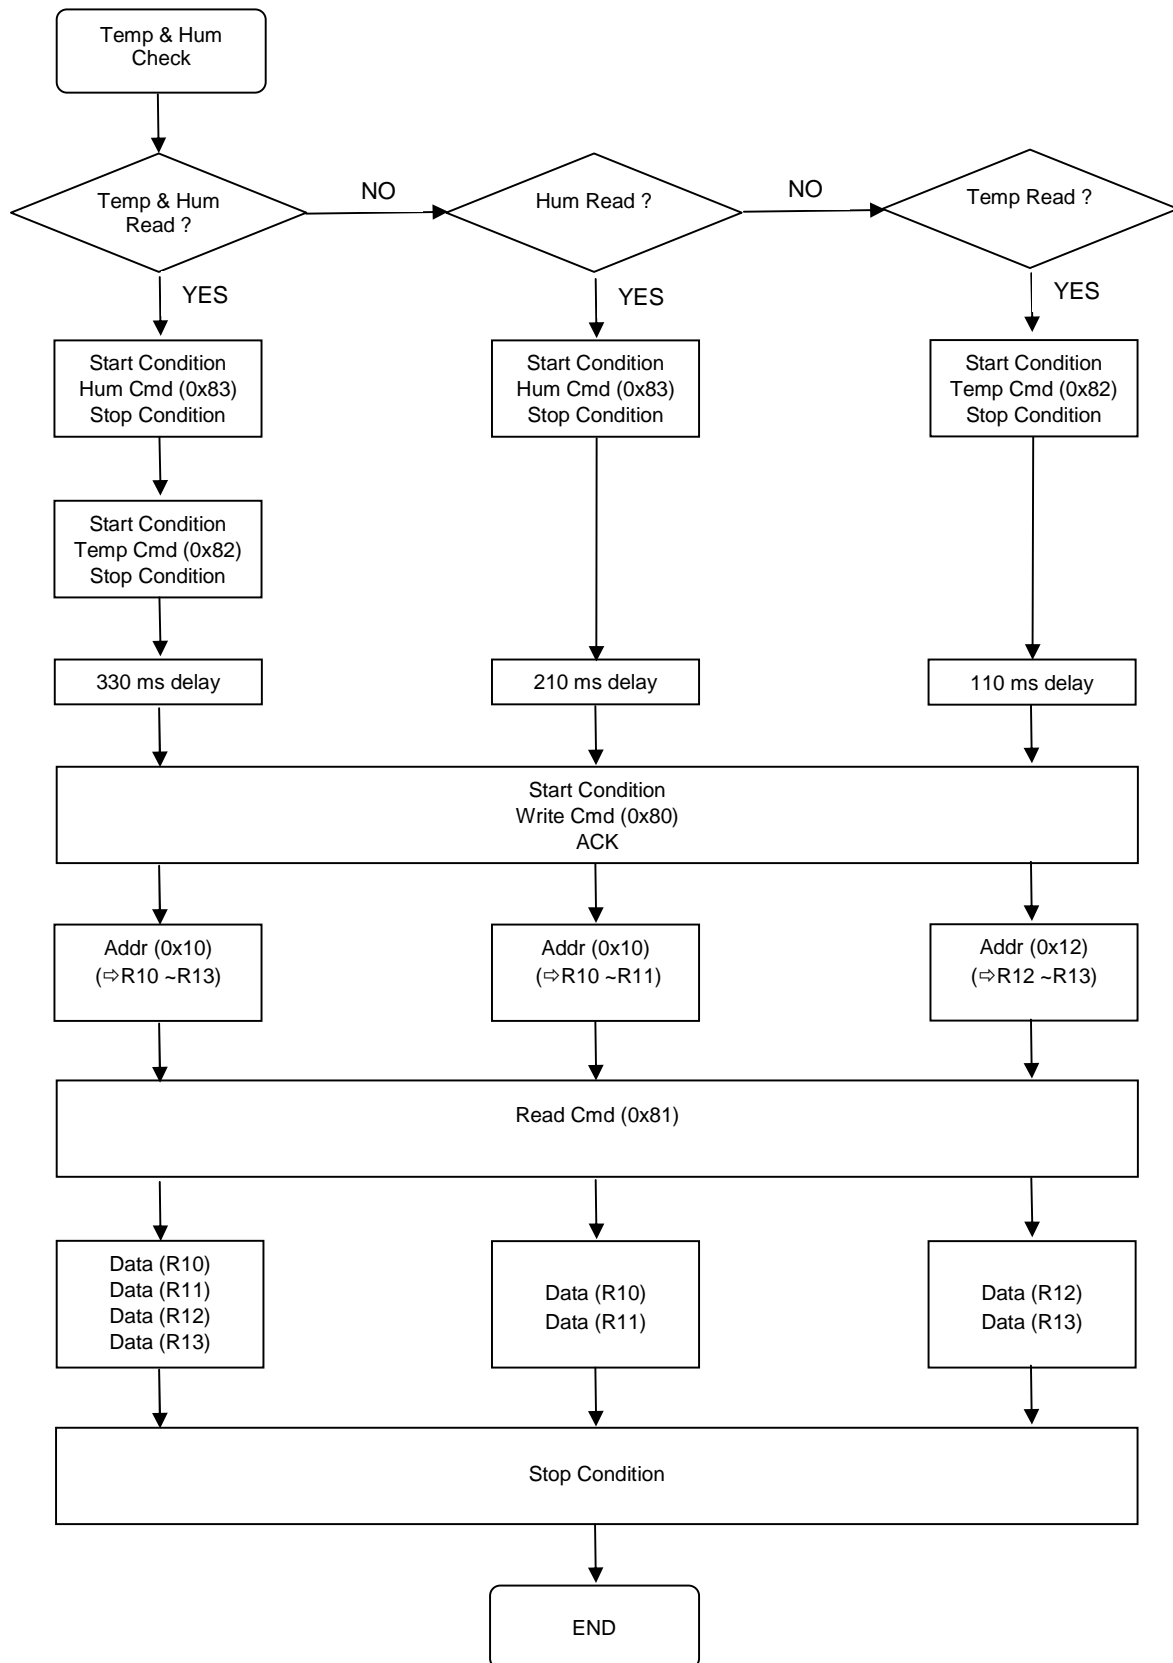 Temp & Hum
Check
Temp & Hum
Read ?
NO
Hum Read ?
NO
Temp Read ?
YES
YES
YES
Start Condition
Hum Cmd (0x83)
Stop Condition
Start Condition
Hum Cmd (0x83)
Stop Condition
Start Condition
Temp Cmd (0x82)
Stop Condition
Start Condition
Temp Cmd (0x82)
Stop Condition
330 ms delay
210 ms delay
110 ms delay
Start Condition
Write Cmd (0x80)
ACK
Addr (0x10)
(⇨R10 ~R13)
Addr (0x10)
(⇨R10 ~R11)
Addr (0x12)
(⇨R12 ~R13)
Read Cmd (0x81)
Data (R10)
Data (R11)
Data (R12)
Data (R13)
Data (R10)
Data (R11)
Data (R12)
Data (R13)
Stop Condition
END